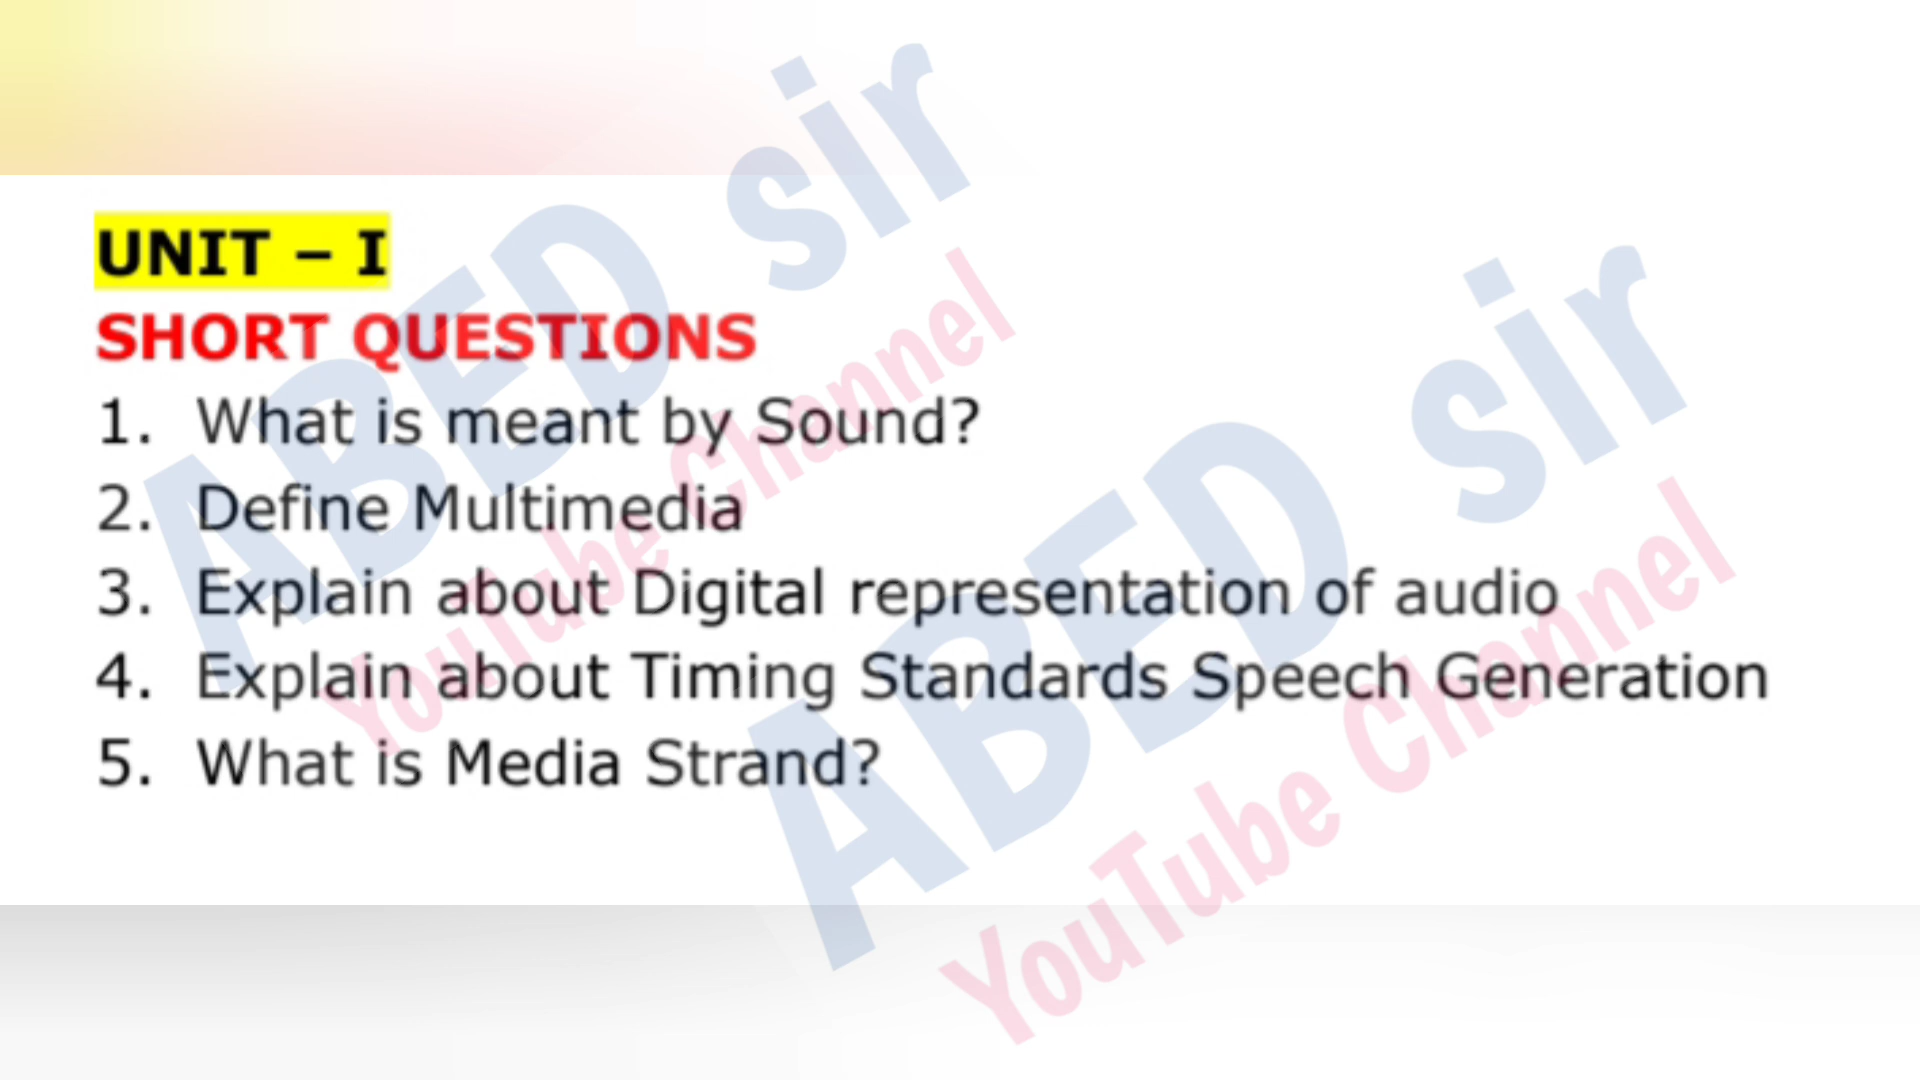 UNIT – I
SHORT QUESTIONS
1. What is meant by Sound?
2. Define Multimedia
3. Explain about Digital representation of audio
4. Explain about Timing Standards Speech Generation
5. What is Media Strand?
ABED sir
YouTube Channel
ABED sir
YouTube Channel